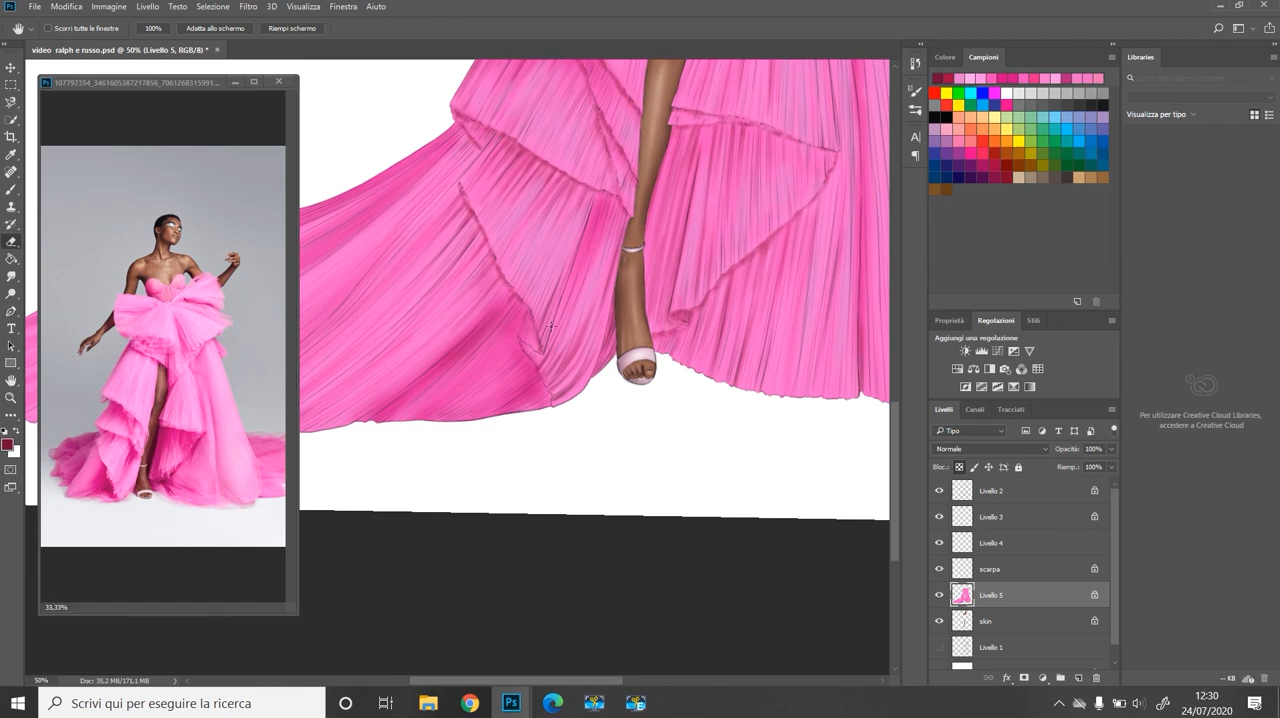 File Modifica Immagine Livello Testo Selezione Filtro 3D Visualizza Finestra Aiuto
Scorri tutte le finestre 100% Adatta allo schermo Riempi schermo
video ralph e russo.psd @ 50% (Livello 5, RGB/8) *
107797354_3461605387217856_7061268315991...
33,33%
50% Doc: 35,2 MB/171,1 MB
Colore Campioni
Proprietà Regolazioni Stili
Aggiungi una regolazione
Livelli Canali Tracciati
Tipo
Normale Opacità: 100%
Bloc.: Riemp.: 100%
Livello 2
Livello 3
Livello 4
scarpa
Livello 5
skin
Livello 1
Librerie
Visualizza per tipo
Per utilizzare Creative Cloud Libraries,
accedere a Creative Cloud
-- KB
Scrivi qui per eseguire la ricerca
12:30
24/07/2020